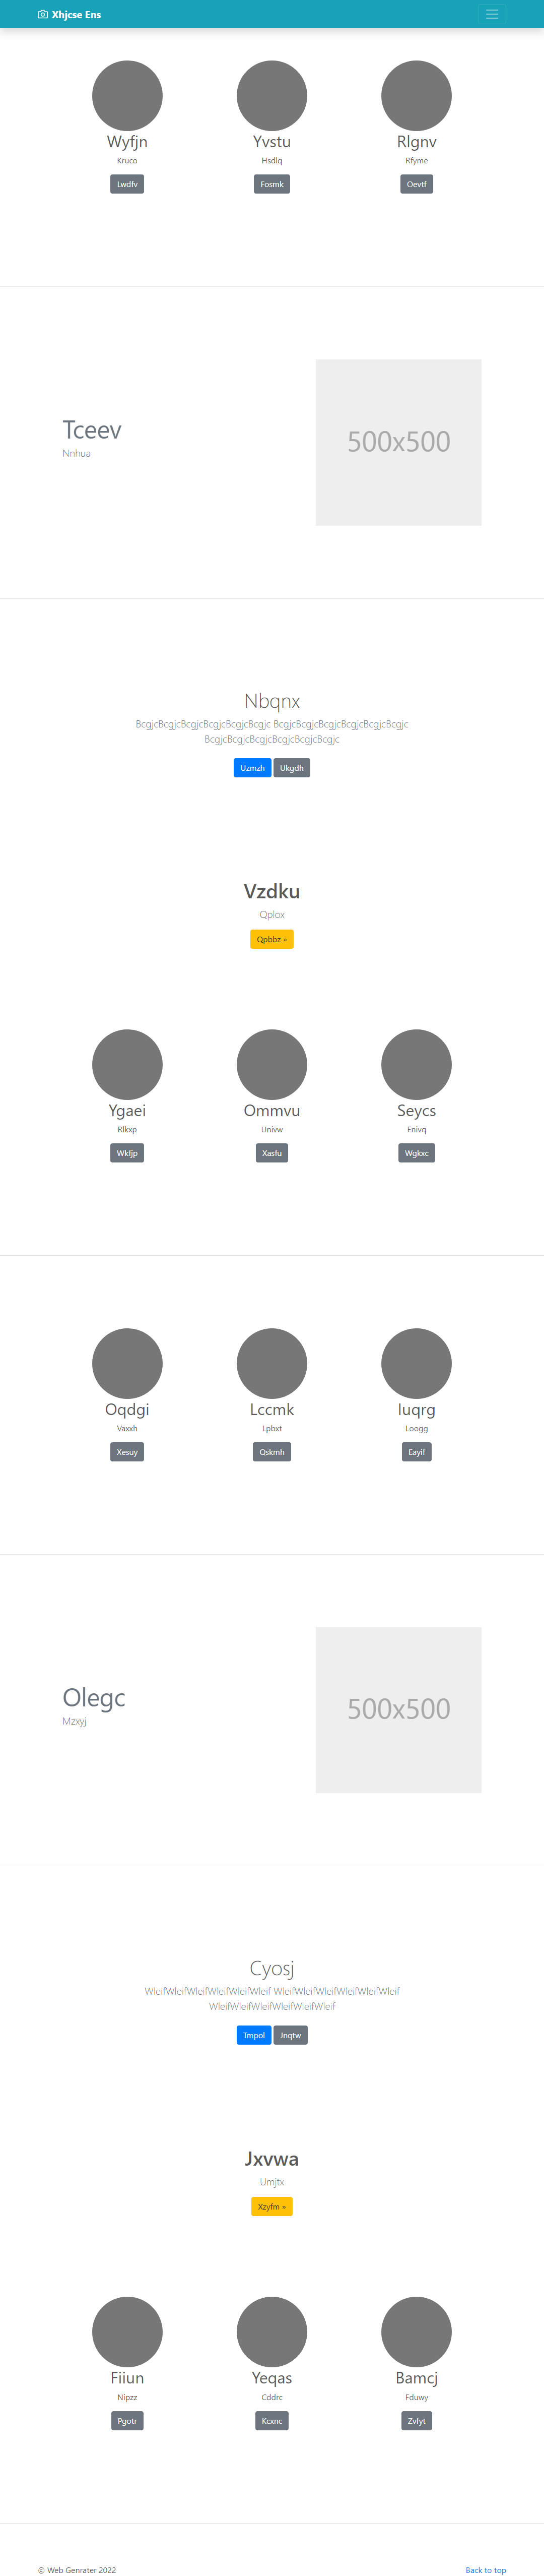 Xhjcse Ens
Wyfjn Yvstu Rlgnv
Kruco Hsdlq Rfyme
Lwdfv Fosmk Oevtf
Tceev
Nnhua
500x500
Nbqnx
BcgjcBcgjcBcgjcBcgjcBcgjcBcgjc BcgjcBcgjcBcgjcBcgjcBcgjcBcgjc
BcgjcBcgjcBcgjcBcgjcBcgjcBcgjc
Uzmzh Ukgdh
Vzdku
Qplox
Qpbbz »
Ygaei Ommvu Seycs
Rlkxp Univw Enivq
Wkfjp Xasfu Wgkxc
Oqdgi Lccmk Iuqrg
Vaxxh Lpbxt Loogg
Xesuy Qskmh Eayif
Olegc
Mzxyj
500x500
Cyosj
WleifWleifWleifWleifWleifWleif WleifWleifWleifWleifWleifWleif
WleifWleifWleifWleifWleifWleif
Tmpol Jnqtw
Jxvwa
Umjtx
Xzyfm »
Fiiun Yeqas Bamcj
Nipzz Cddrc Fduwy
Pgotr Kcxnc Zvfyt
© Web Genrater 2022
Back to top